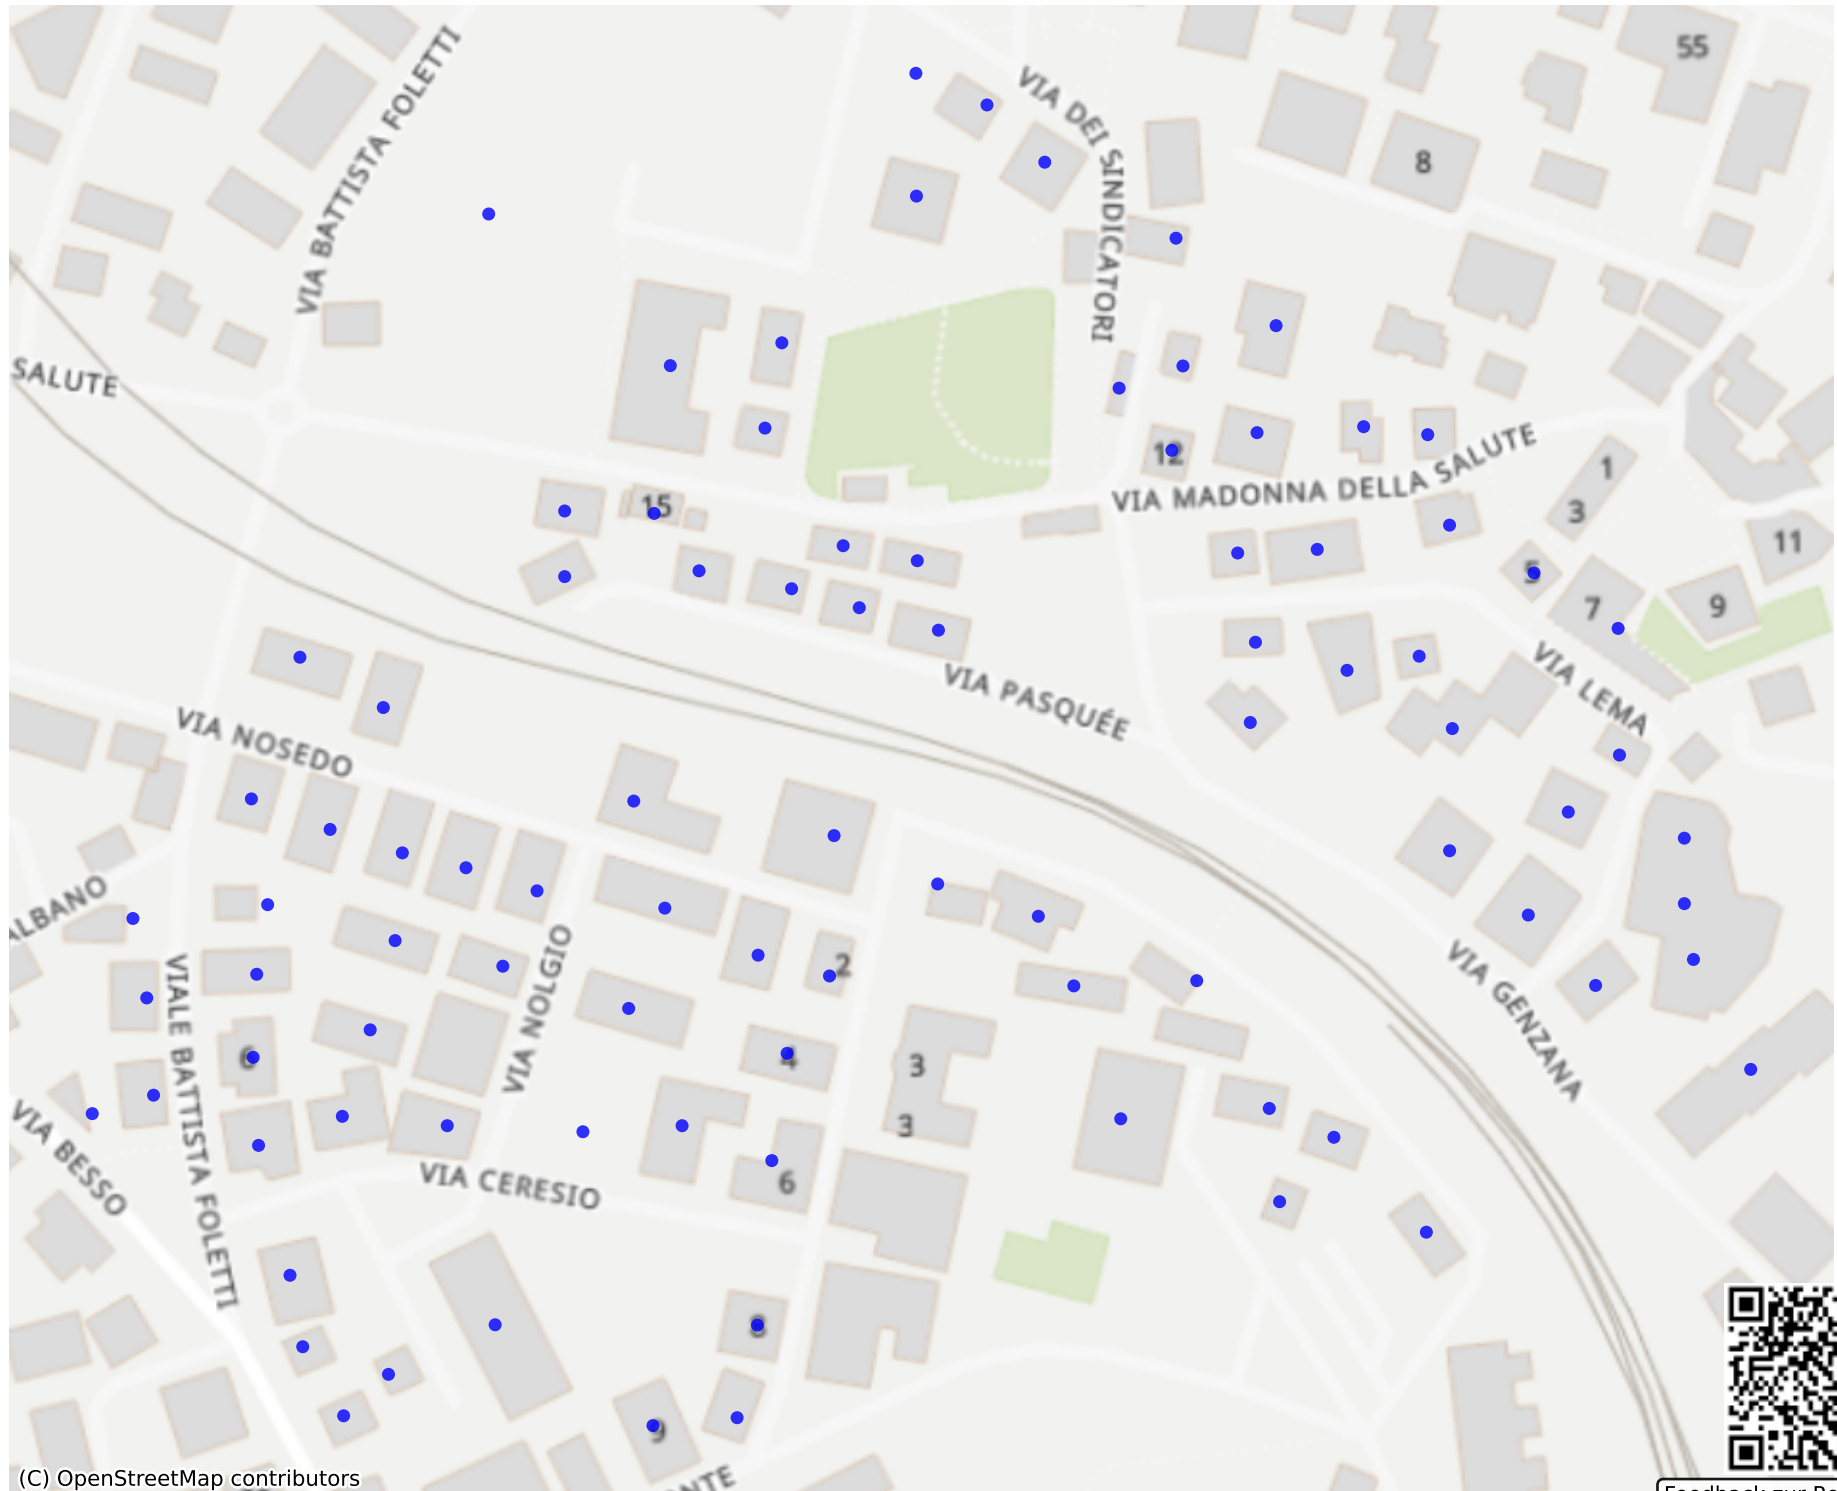 VIA BATTISTA FOLETTI
VIA DEI SINDICATORI
55
8
SALUTE
12
VIA MADONNA DELLA SALUTE
1
3
15
11
5
7
9
VIA LEMA
VIA PASQUÉE
VIA NOSEDO
ALBANO
VIA NOLGIO
2
VIA GENZANA
VIALE BATTISTA FOLETTI
6
4
3
3
VIA BESSO
VIA CERESIO
6
8
9
(C) OpenStreetMap contributors